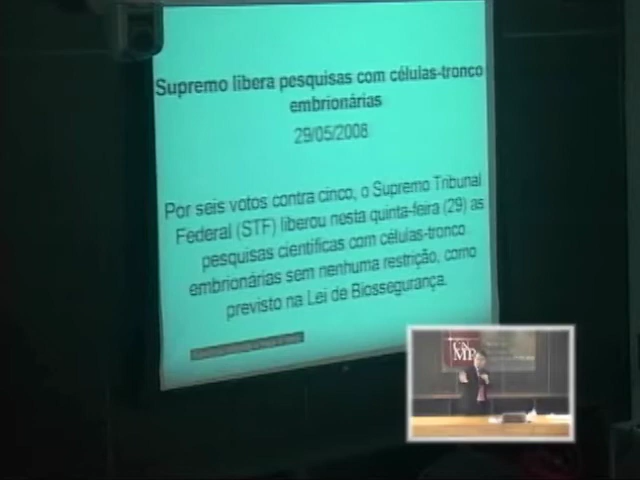 Supremo libera pesquisas com células-tronco
embrionárias
29/05/2008
Por seis votos contra cinco, o Supremo Tribunal
Federal (STF) liberou nesta quinta-feira (29) as
pesquisas científicas com células-tronco
embrionárias sem nenhuma restrição, como
previsto na Lei de Biossegurança.